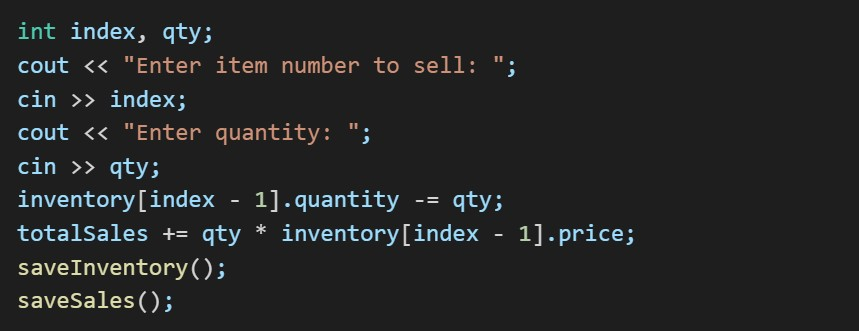 int index, qty;
cout << "Enter item number to sell: ";
cin >> index;
cout << "Enter quantity: ";
cin >> qty;
inventory[index - 1].quantity -= qty;
totalSales += qty * inventory[index - 1].price;
saveInventory();
saveSales();